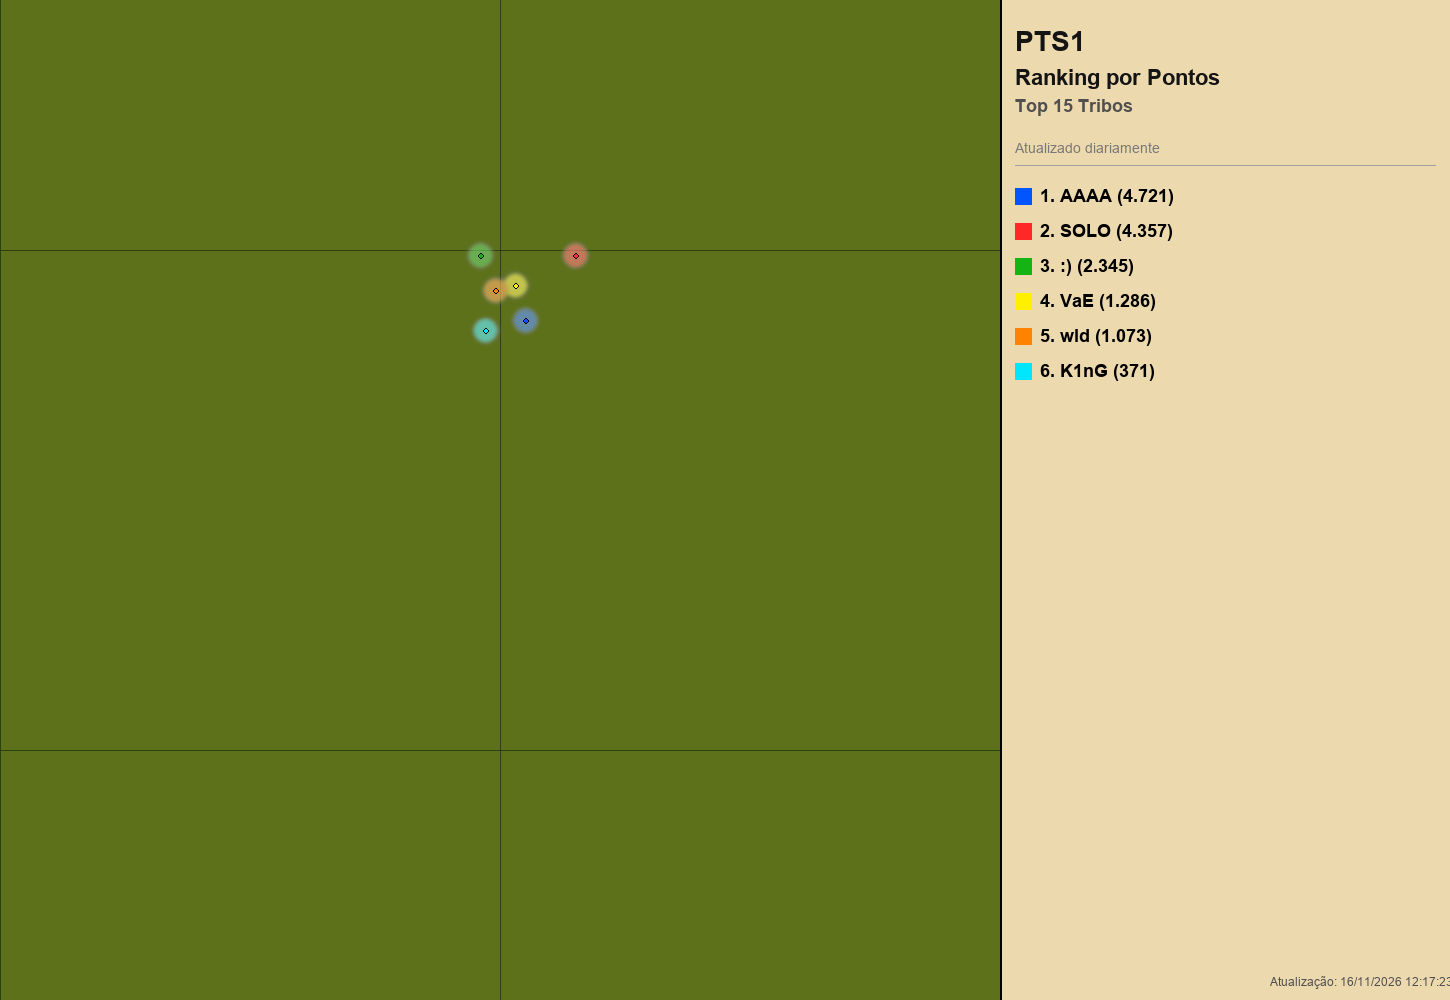 PTS1
Ranking por Pontos
Top 15 Tribos
Atualizado diariamente
1. AAAA (4.721)
2. SOLO (4.357)
3. :) (2.345)
4. VaE (1.286)
5. wld (1.073)
6. K1nG (371)
Atualização: 16/11/2026 12:17:23